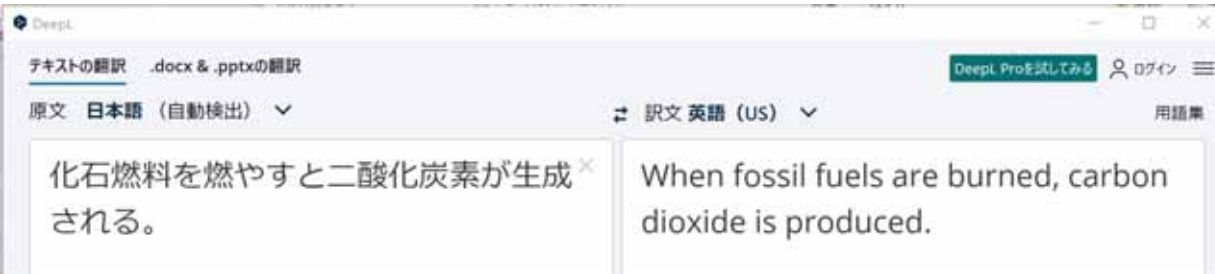 DeepL
テキストの翻訳 .docx & .pptxの翻訳
DeepL Proを試してみる ログイン
原文 日本語 （自動検出）
訳文 英語（US）
用語集
化石燃料を燃やすと二酸化炭素が生成
される。
When fossil fuels are burned, carbon
dioxide is produced.